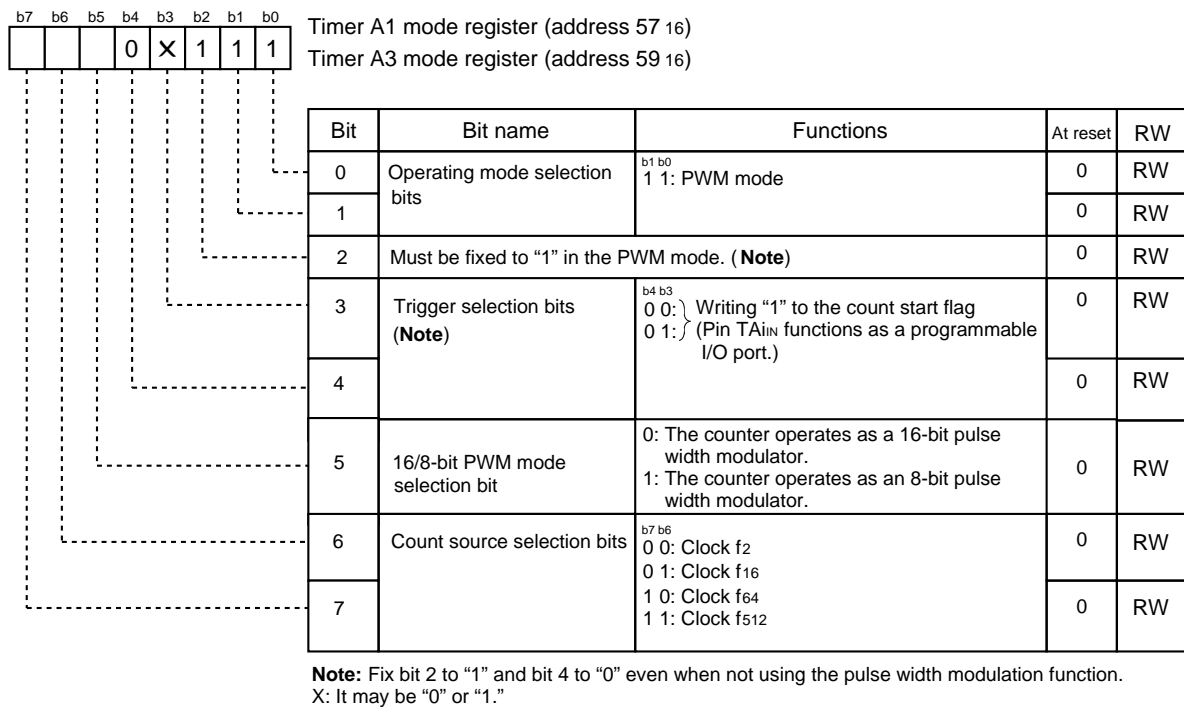 b7 b6 b5 b4 b3 b2 b1 b0
0 X 1 1 1
Timer A1 mode register (address 57 16)
Timer A3 mode register (address 59 16)
Bit Bit name Functions At reset RW
0 Operating mode selection bits b1 b0
1 1: PWM mode 0 RW
1 0 RW
2 Must be fixed to “1” in the PWM mode. (Note) 0 RW
3 Trigger selection bits
(Note)
b4 b3
0 0: Writing “1” to the count start flag
0 1: (Pin TAiIN functions as a programmable
I/O port.)
0 RW
4 0 RW
5 16/8-bit PWM mode
selection bit
0: The counter operates as a 16-bit pulse
width modulator.
1: The counter operates as an 8-bit pulse
width modulator.
0 RW
6 Count source selection bits
b7 b6
0 0: Clock f2
0 1: Clock f16
1 0: Clock f64
1 1: Clock f512
0 RW
7 0 RW
Note: Fix bit 2 to “1” and bit 4 to “0” even when not using the pulse width modulation function.
X: It may be “0” or “1.”